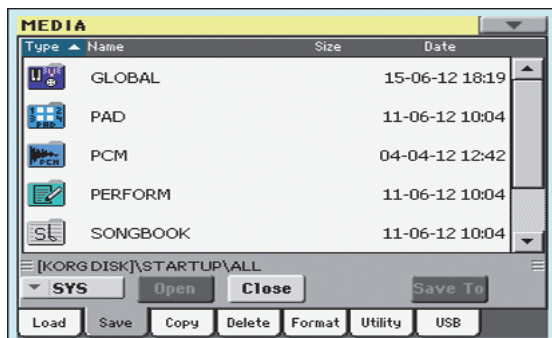 MEDIA
Type Name Size Date
GLOBAL 15-06-12 18:19
PAD 11-06-12 10:04
PCM 04-04-12 12:42
PERFORM 11-06-12 10:04
SONGBOOK 11-06-12 10:04
[KORG DISK]\STARTUP\ALL
SYS Open Close Save To
Load Save Copy Delete Format Utility USB